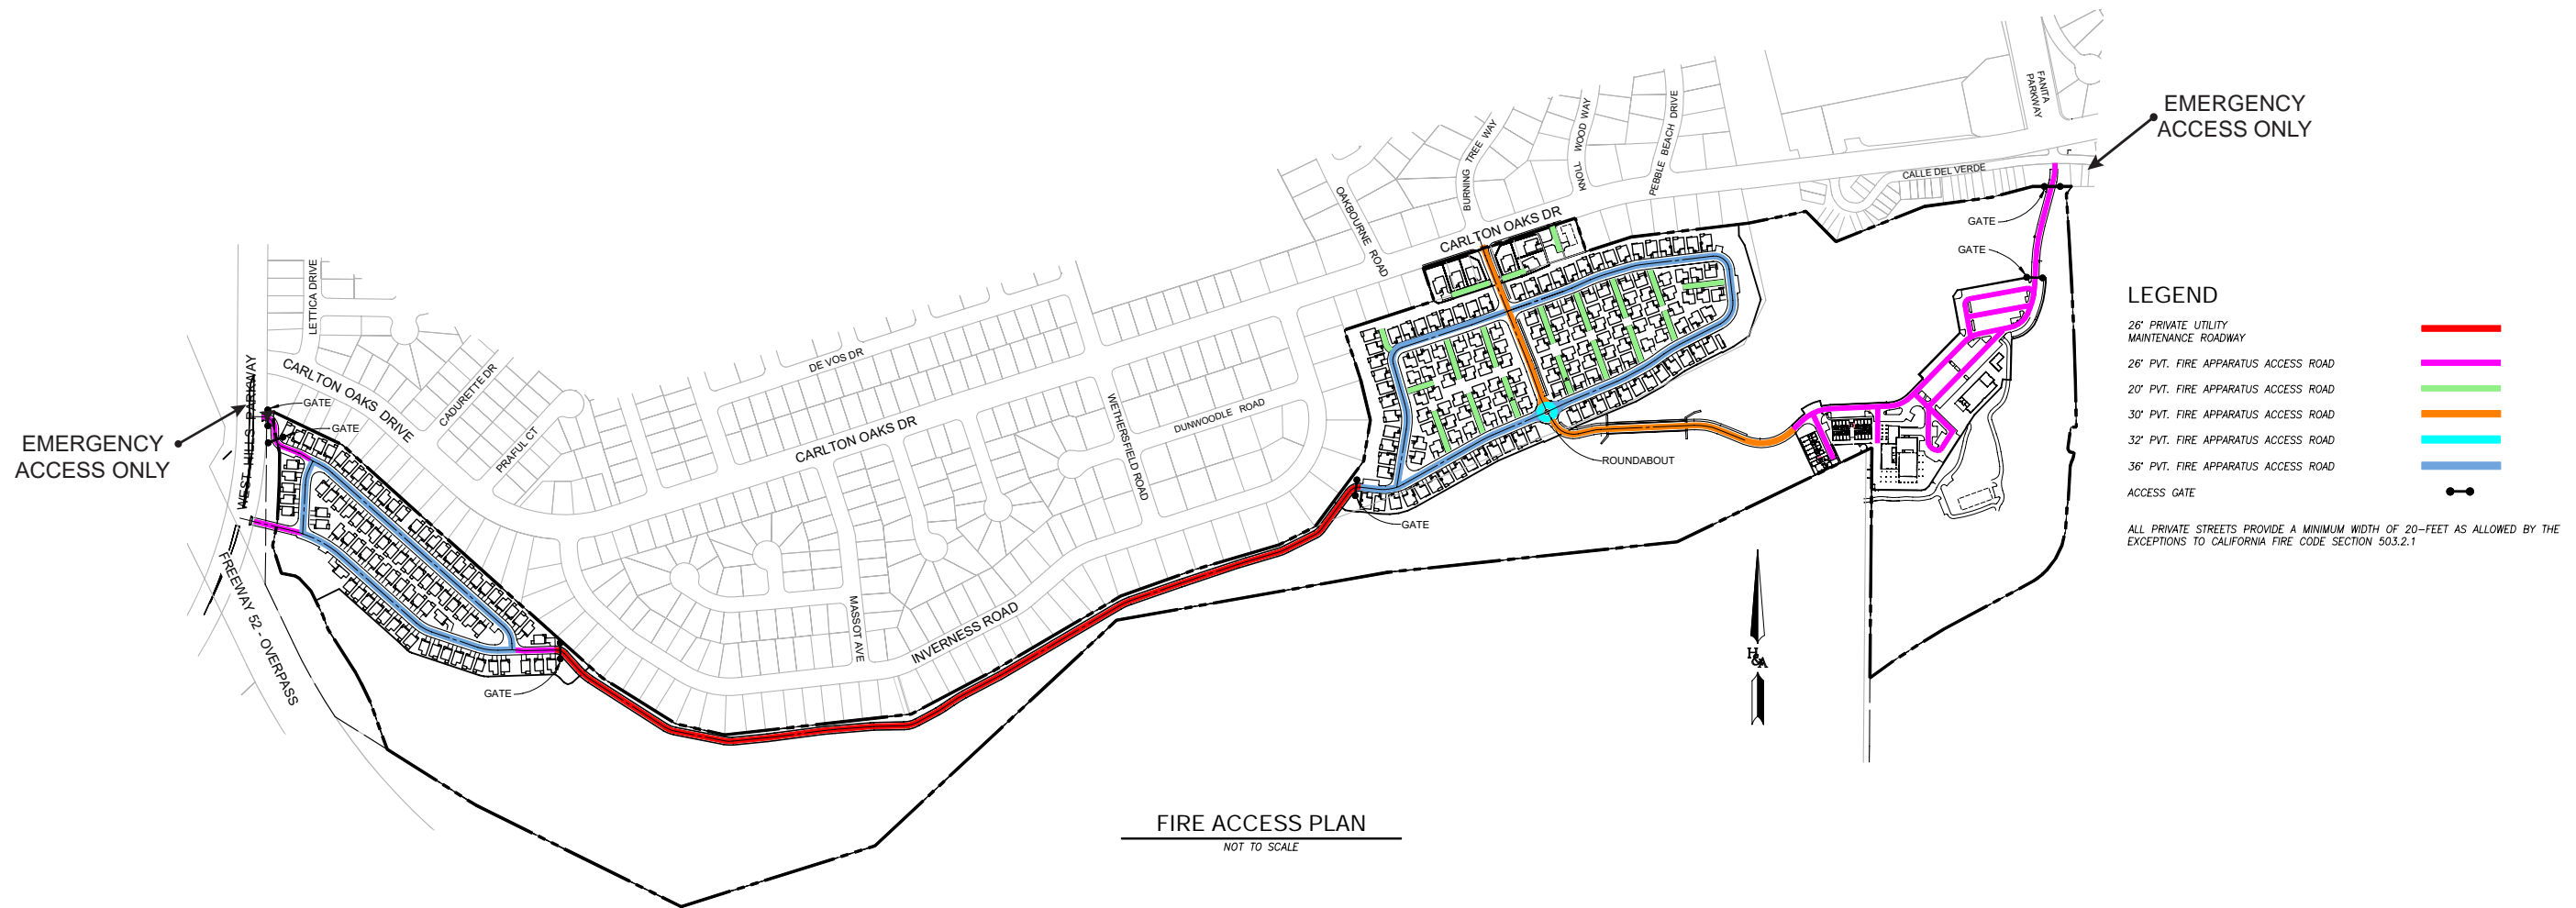 EMERGENCY
ACCESS ONLY
FANITA
PARKWAY
CALLE DEL VERDE
GATE
GATE
PEBBLE BEACH DRIVE
KNOLL WOOD WAY
BURNING TREE WAY
OAKBOURNE ROAD
CARLTON OAKS DR
LETTICA DRIVE
WEST HILLS PARKWAY
CARLTON OAKS DRIVE
CADURETTE DR
PRAFUL CT
DE VOS DR
CARLTON OAKS DR
WETHERSFIELD ROAD
DUNWOODLE ROAD
MASSOT AVE
INVERNESS ROAD
GATE
GATE
EMERGENCY
ACCESS ONLY
FREEWAY 52 - OVERPASS
GATE
GATE
ROUNDABOUT
H&A
LEGEND
26' PRIVATE UTILITY
MAINTENANCE ROADWAY
26' PVT. FIRE APPARATUS ACCESS ROAD
20' PVT. FIRE APPARATUS ACCESS ROAD
30' PVT. FIRE APPARATUS ACCESS ROAD
32' PVT. FIRE APPARATUS ACCESS ROAD
36' PVT. FIRE APPARATUS ACCESS ROAD
ACCESS GATE
ALL PRIVATE STREETS PROVIDE A MINIMUM WIDTH OF 20-FEET AS ALLOWED BY THE
EXCEPTIONS TO CALIFORNIA FIRE CODE SECTION 503.2.1
FIRE ACCESS PLAN
NOT TO SCALE